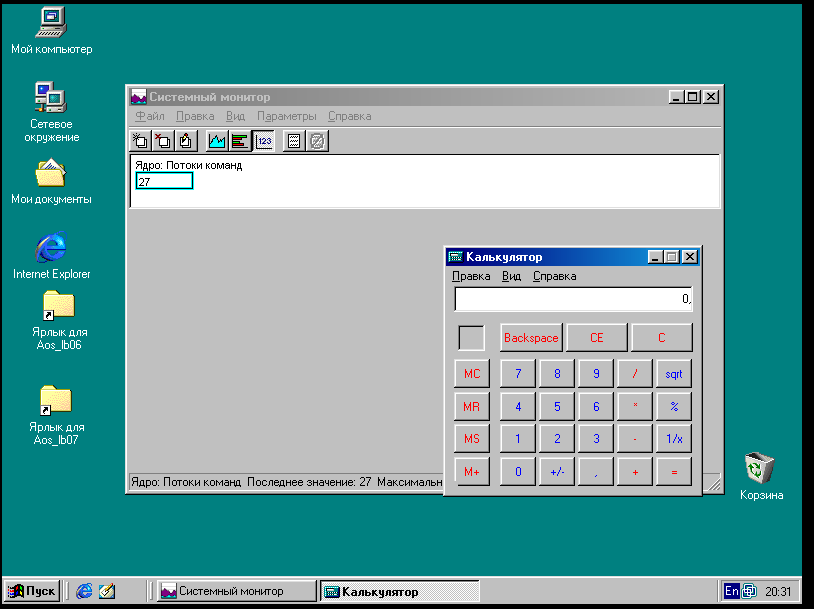 Мой компьютер
Сетевое
окружение
Мои документы
Internet Explorer
Ярлык для
Aos_lb06
Ярлык для
Aos_lb07
Системный монитор
Файл Правка Вид Параметры Справка
123
Ядро: Потоки команд
27
Калькулятор
Правка Вид Справка
0,
Backspace CE C
MC 7 8 9 / sqrt
MR 4 5 6 * %
MS 1 2 3 - 1/x
M+ 0 +/- , + =
Ядро: Потоки команд Последнее значение: 27 Максимальн
Корзина
Пуск Системный монитор Калькулятор En 20:31